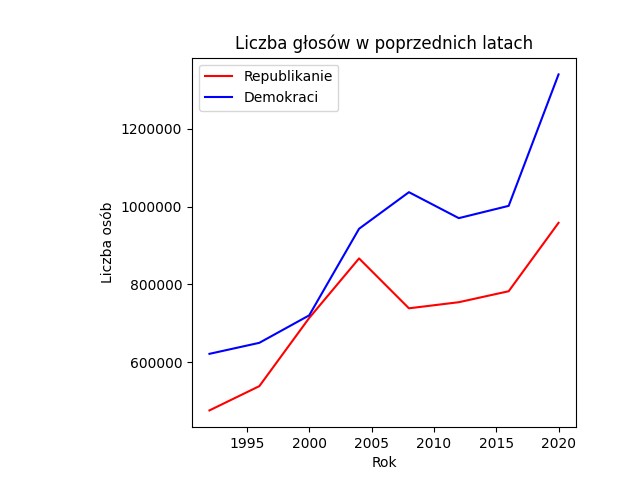 Liczba głosów w poprzednich latach
Republikanie
Demokraci
1200000
1000000
800000
600000
Liczba osób
1995
2000
2005
2010
2015
2020
Rok